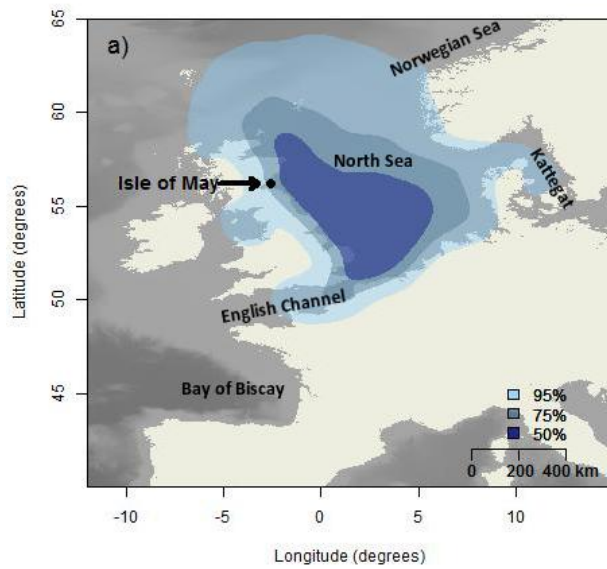 a)
Norwegian Sea
North Sea
Kattegat
Isle of May
English Channel
Bay of Biscay
95%
75%
50%
0 200 400 km
65
60
55
50
45
-10 -5 0 5 10
Latitude (degrees)
Longitude (degrees)